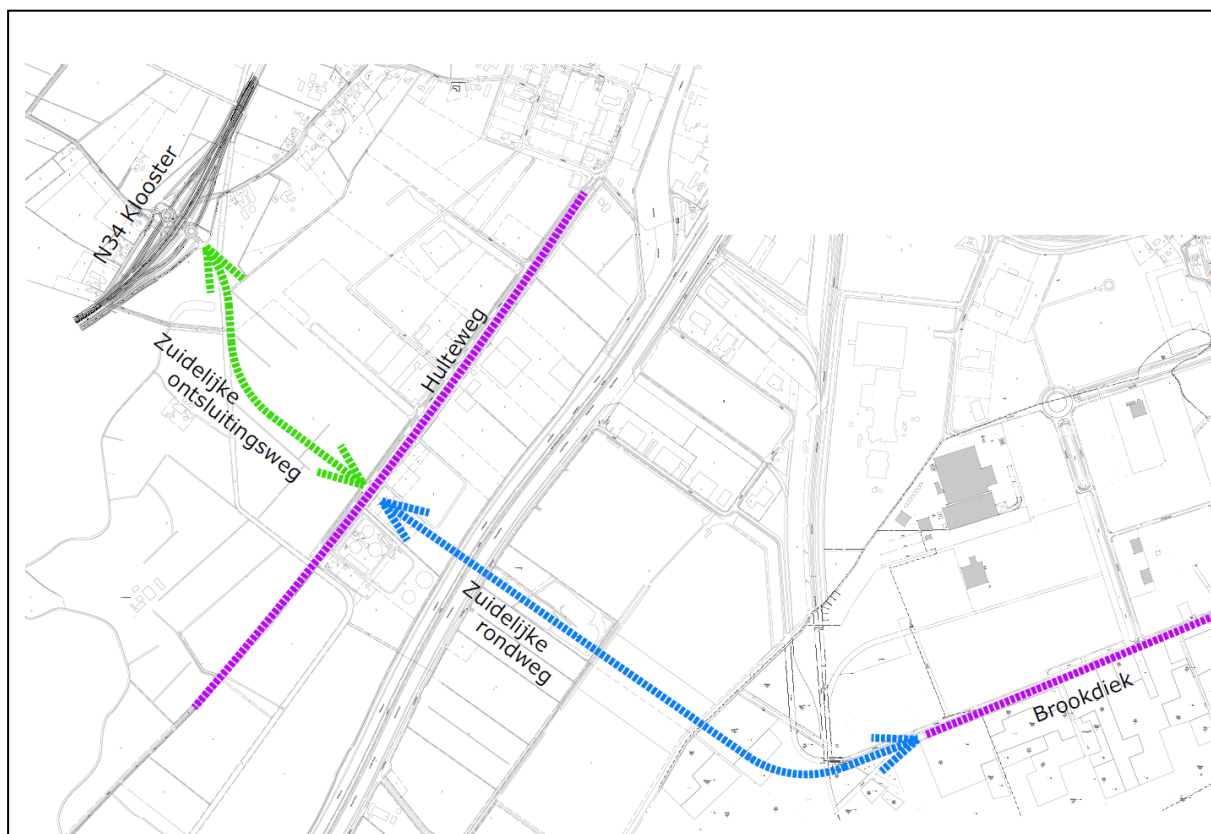 N34 Klooster
Hulteweg
Zuidelijke
ontsluitingsweg
Zuidelijke
rondweg
Brookdiek